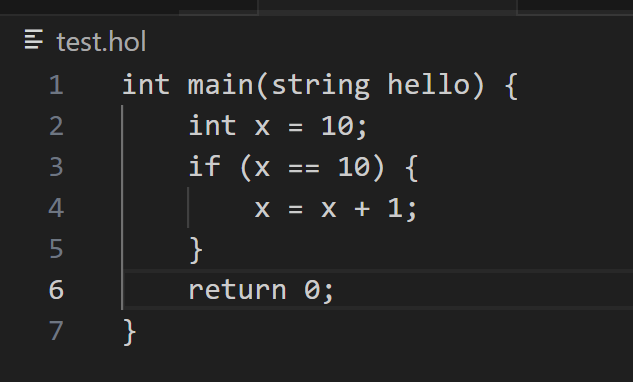 test.hol
1 int main(string hello) {
2 int x = 10;
3 if (x == 10) {
4 x = x + 1;
5 }
6 return 0;
7 }